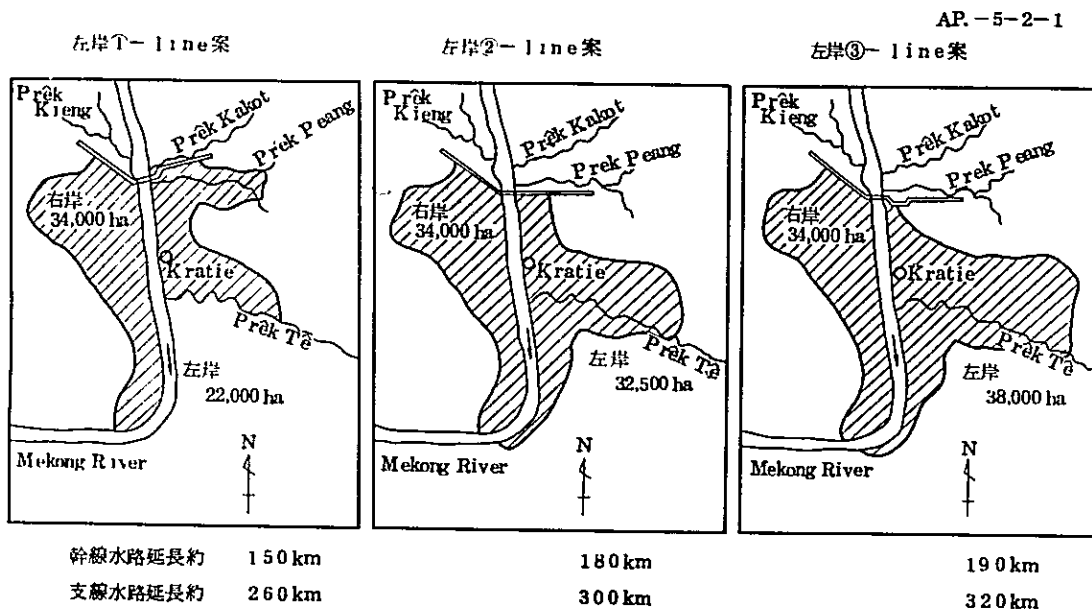 AP.-5-2-1
左岸①-line案
左岸②-line案
左岸③-line案
Prêk Kieng
Prêk Kakot
Prêk Peang
右岸
34,000 ha
Kratie
Prêk Tê
左岸
22,000 ha
Mekong River
N
Prêk Kieng
Prêk Kakot
Prek Peang
右岸
34,000 ha
Kratie
Prêk Tê
左岸
32,500 ha
Mekong River
N
Prêk Kieng
Prêk Kakot
Prek Peang
右岸
34,000 ha
Kratie
Prêk Tê
左岸
38,000 ha
Mekong River
N
幹線水路延長約 150km 180km 190km
支線水路延長約 260km 300km 320km